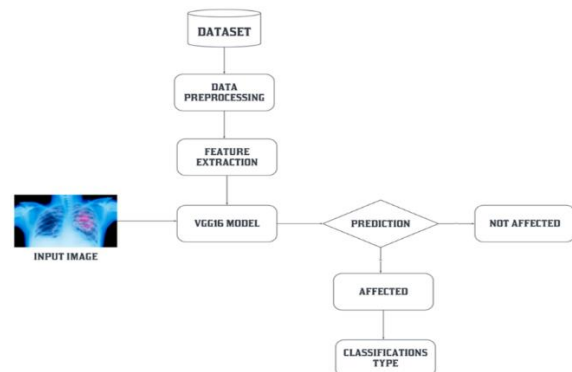 DATASET
DATA
PREPROCESSING
FEATURE
EXTRACTION
VGG16 MODEL
PREDICTION
NOT AFFECTED
INPUT IMAGE
AFFECTED
CLASSIFICATIONS
TYPE